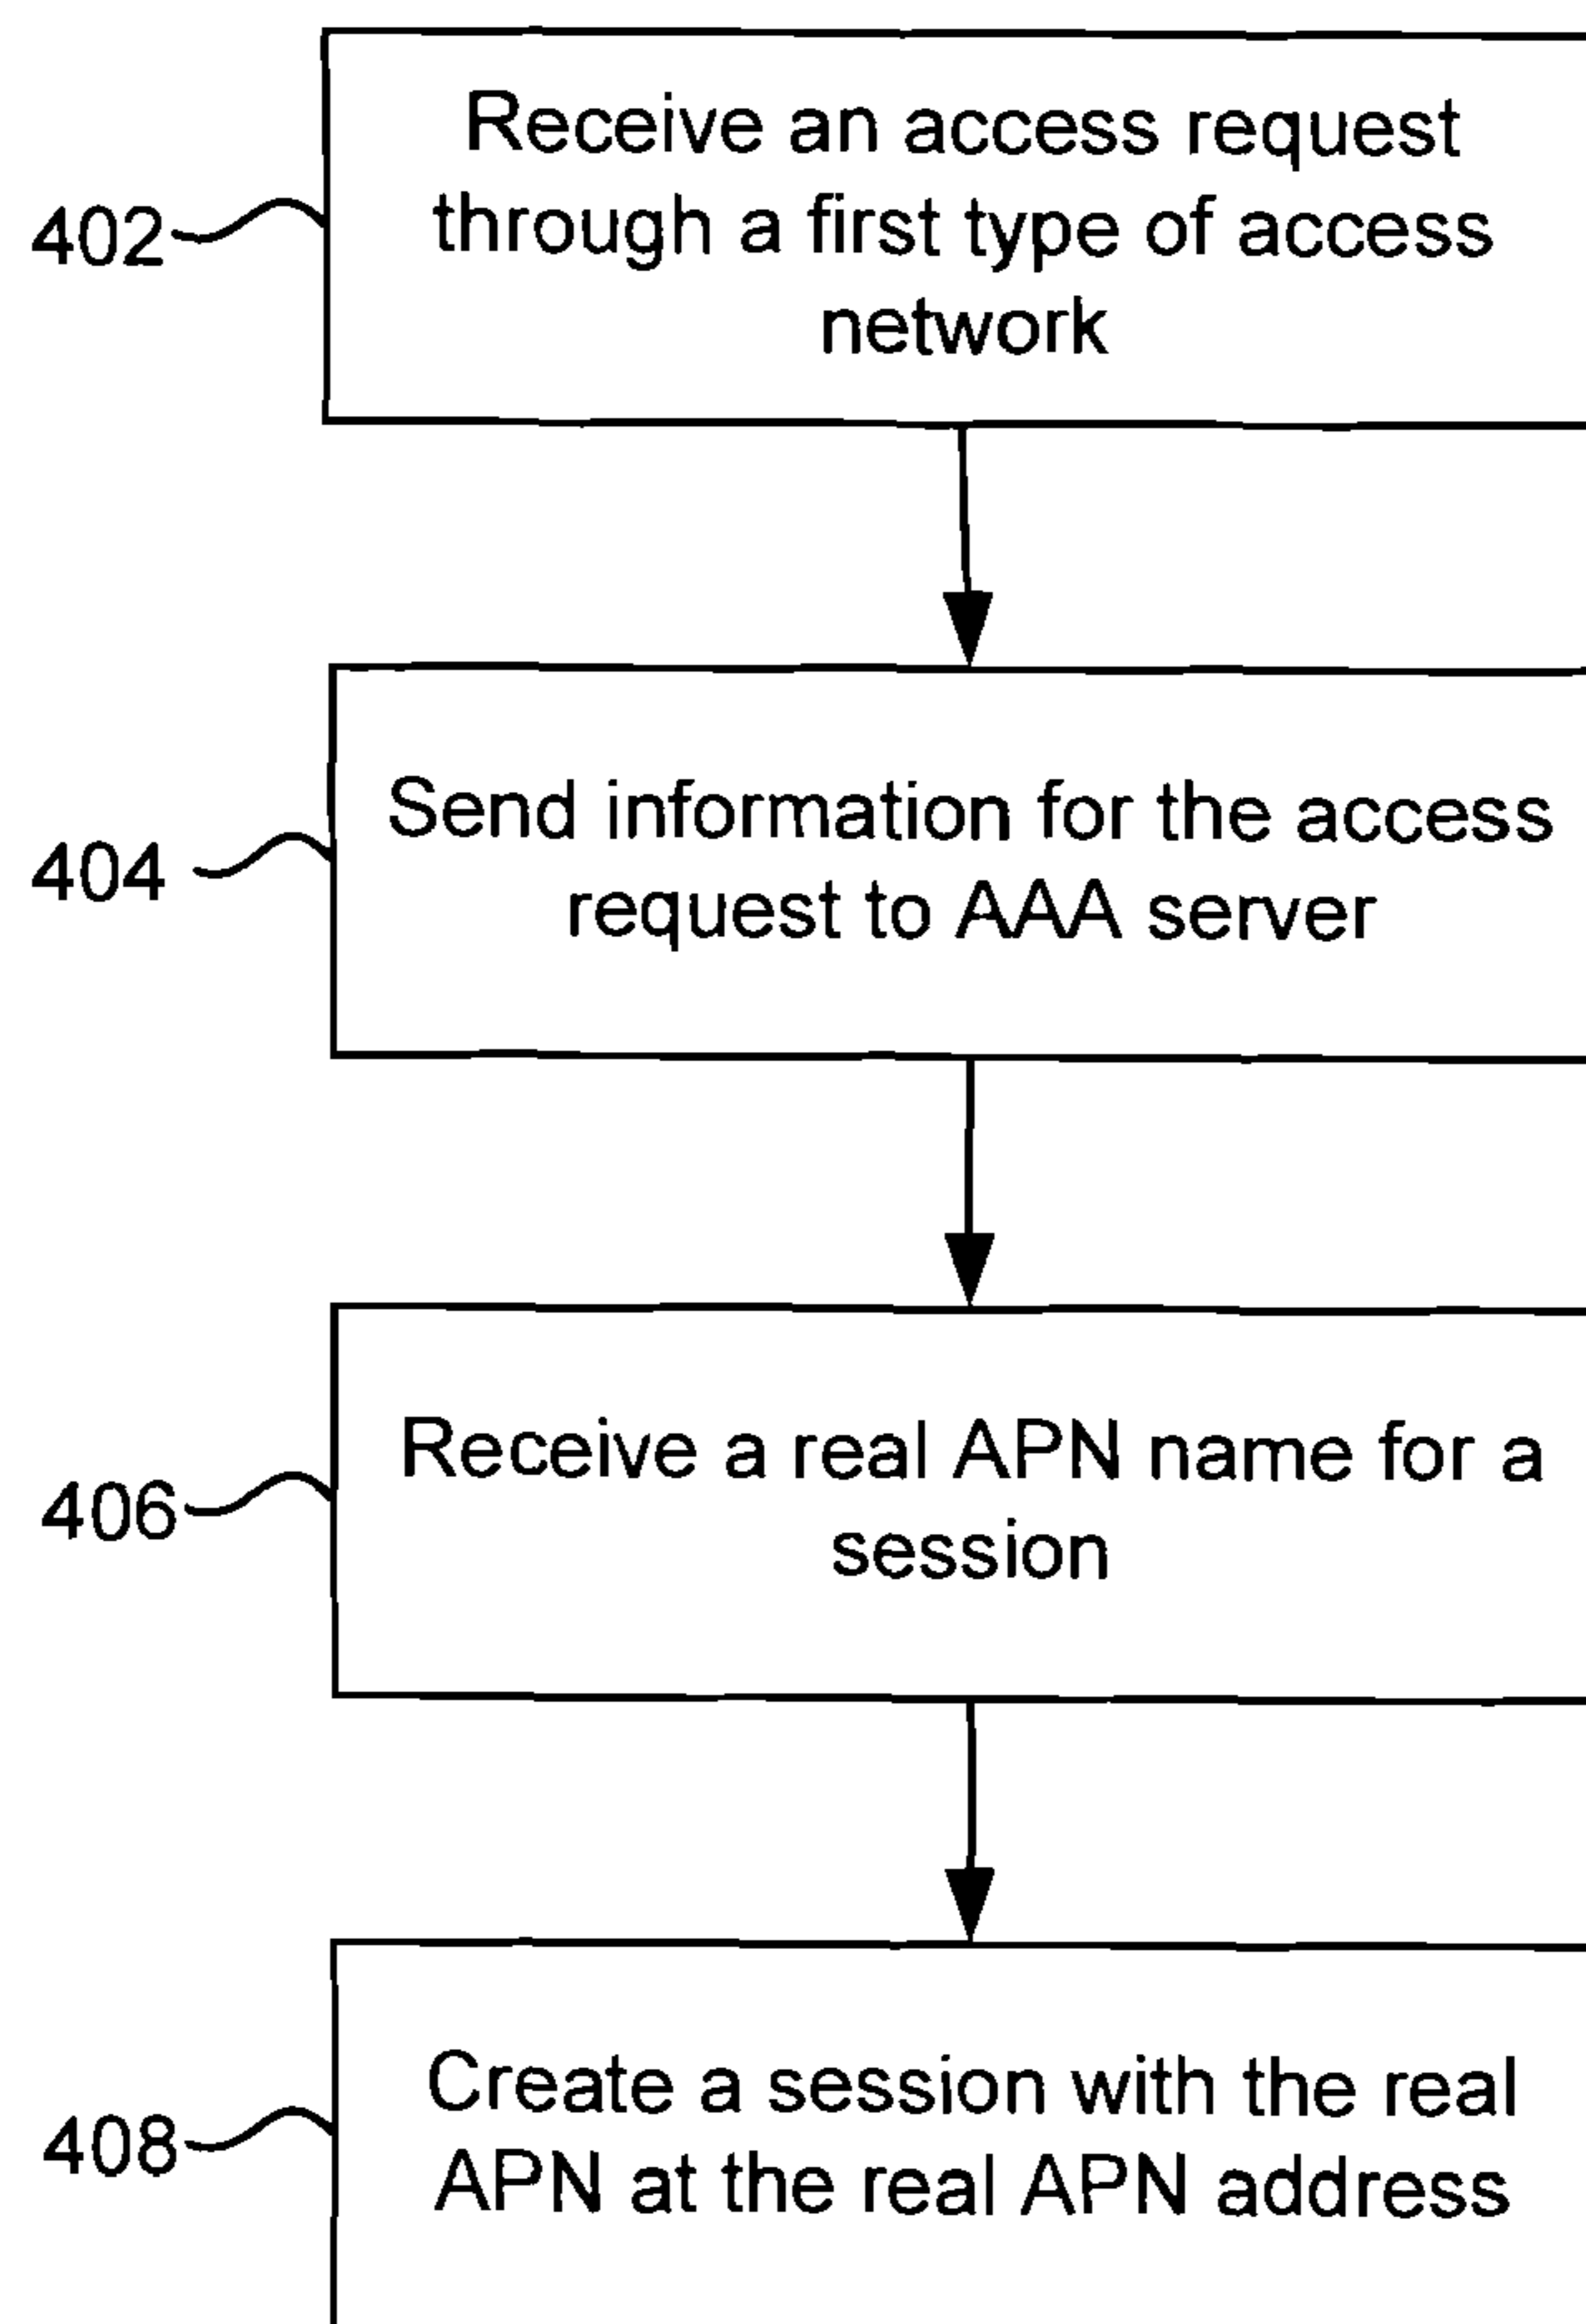 Receive an access request
through a first type of access
network
402
Send information for the access
request to AAA server
404
Receive a real APN name for a
session
406
Create a session with the real
APN at the real APN address
408